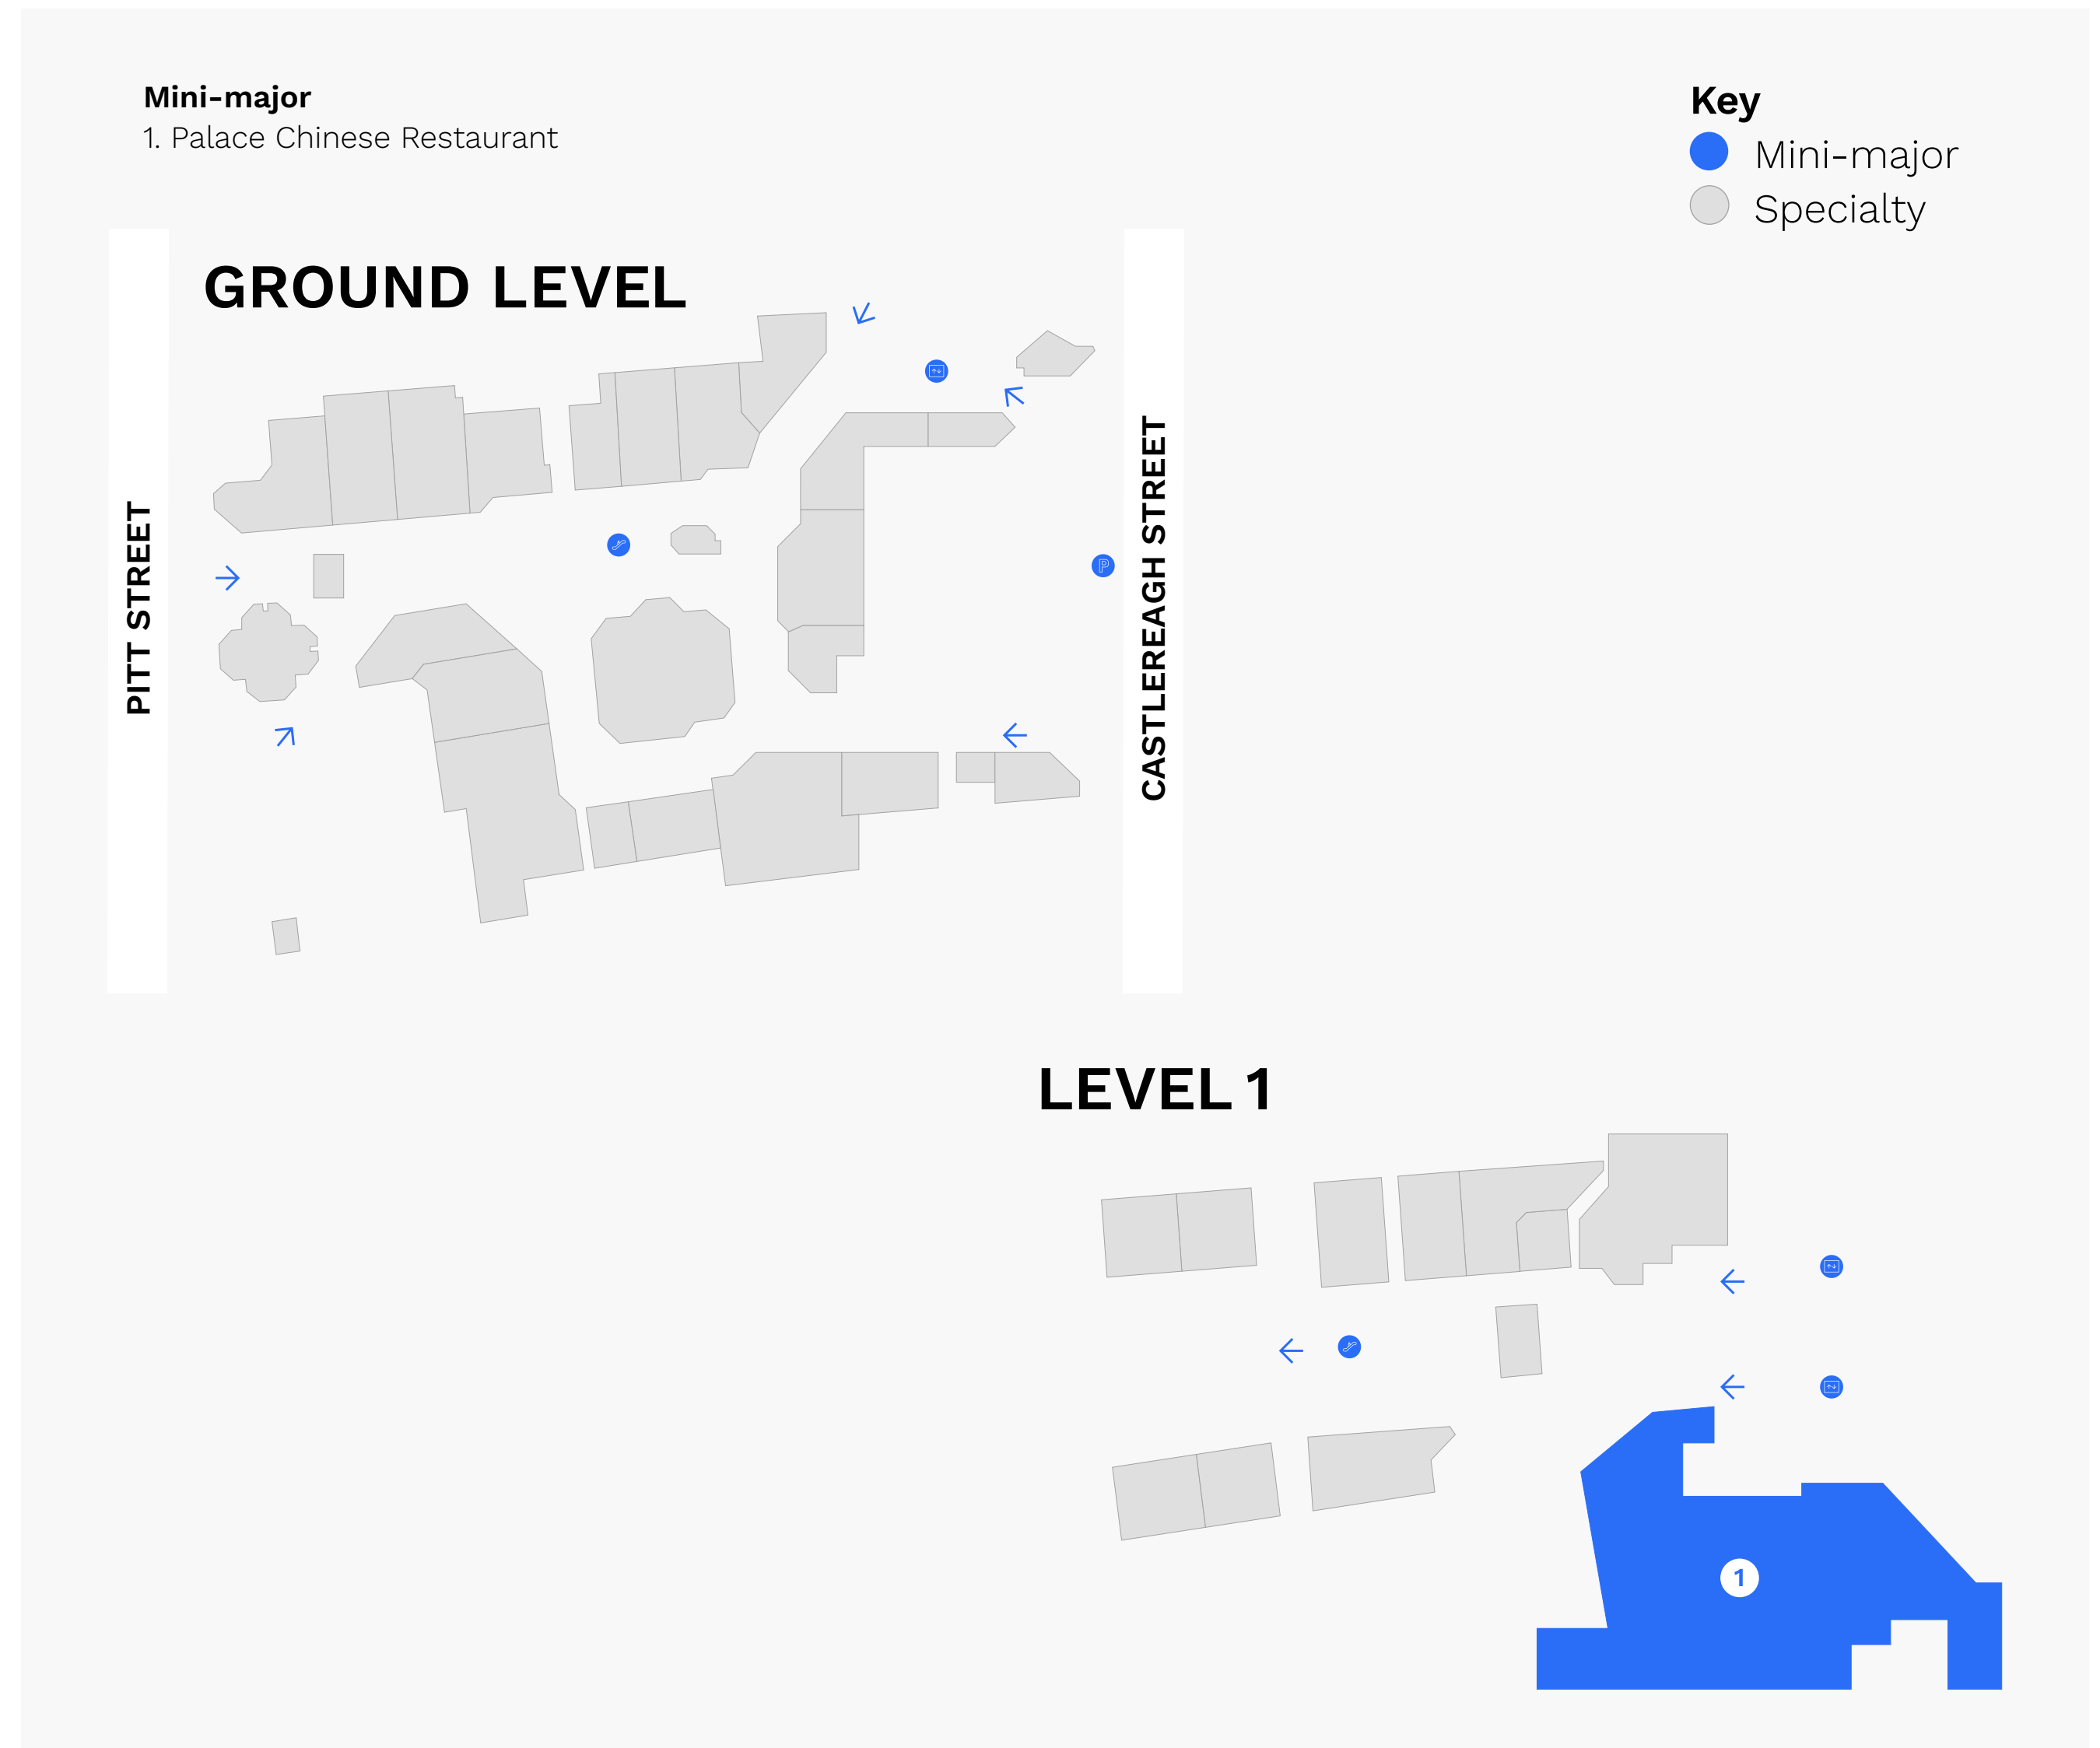 Mini-major
1. Palace Chinese Restaurant
Key
Mini-major
Specialty
GROUND LEVEL
PITT STREET
CASTLEREAGH STREET
P
LEVEL 1
1